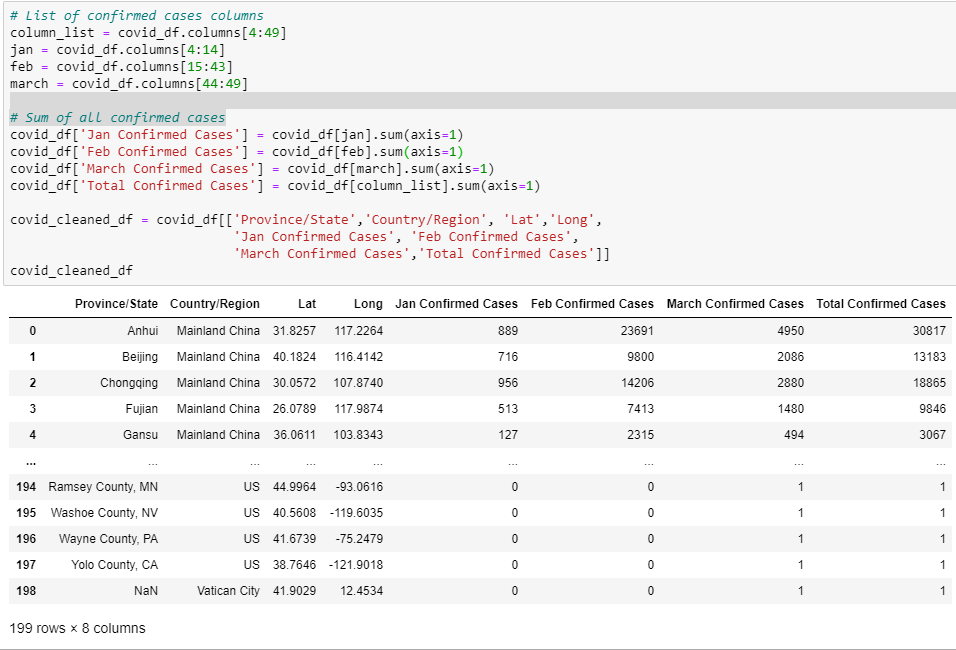 # List of confirmed cases columns
column_list = covid_df.columns[4:49]
jan = covid_df.columns[4:14]
feb = covid_df.columns[15:43]
march = covid_df.columns[44:49]
# Sum of all confirmed cases
covid_df['Jan Confirmed Cases'] = covid_df[jan].sum(axis=1)
covid_df['Feb Confirmed Cases'] = covid_df[feb].sum(axis=1)
covid_df['March Confirmed Cases'] = covid_df[march].sum(axis=1)
covid_df['Total Confirmed Cases'] = covid_df[column_list].sum(axis=1)
covid_cleaned_df = covid_df[['Province/State','Country/Region', 'Lat','Long',
'Jan Confirmed Cases', 'Feb Confirmed Cases',
'March Confirmed Cases','Total Confirmed Cases']]
covid_cleaned_df
Province/State Country/Region Lat Long Jan Confirmed Cases Feb Confirmed Cases March Confirmed Cases Total Confirmed Cases
0 Anhui Mainland China 31.8257 117.2264 889 23691 4950 30817
1 Beijing Mainland China 40.1824 116.4142 716 9800 2086 13183
2 Chongqing Mainland China 30.0572 107.8740 956 14206 2880 18865
3 Fujian Mainland China 26.0789 117.9874 513 7413 1480 9846
4 Gansu Mainland China 36.0611 103.8343 127 2315 494 3067
... ... ... ... ... ... ... ... ...
194 Ramsey County, MN US 44.9964 -93.0616 0 0 1 1
195 Washoe County, NV US 40.5608 -119.6035 0 0 1 1
196 Wayne County, PA US 41.6739 -75.2479 0 0 1 1
197 Yolo County, CA US 38.7646 -121.9018 0 0 1 1
198 NaN Vatican City 41.9029 12.4534 0 0 1 1
199 rows × 8 columns